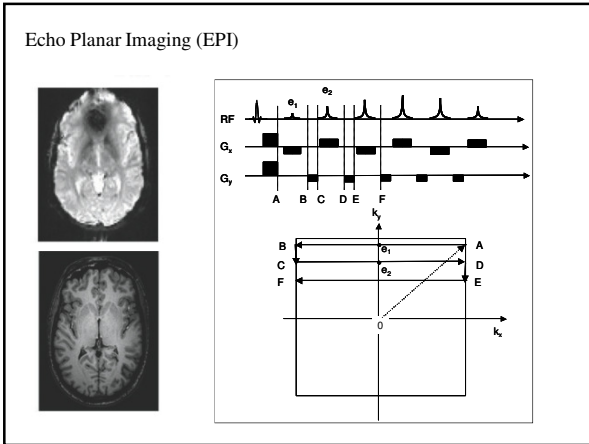 Echo Planar Imaging (EPI)
e2
e1
RF
Gx
Gy
A B C D E F
ky
B e1 A
C e2 D
F E
0
kx